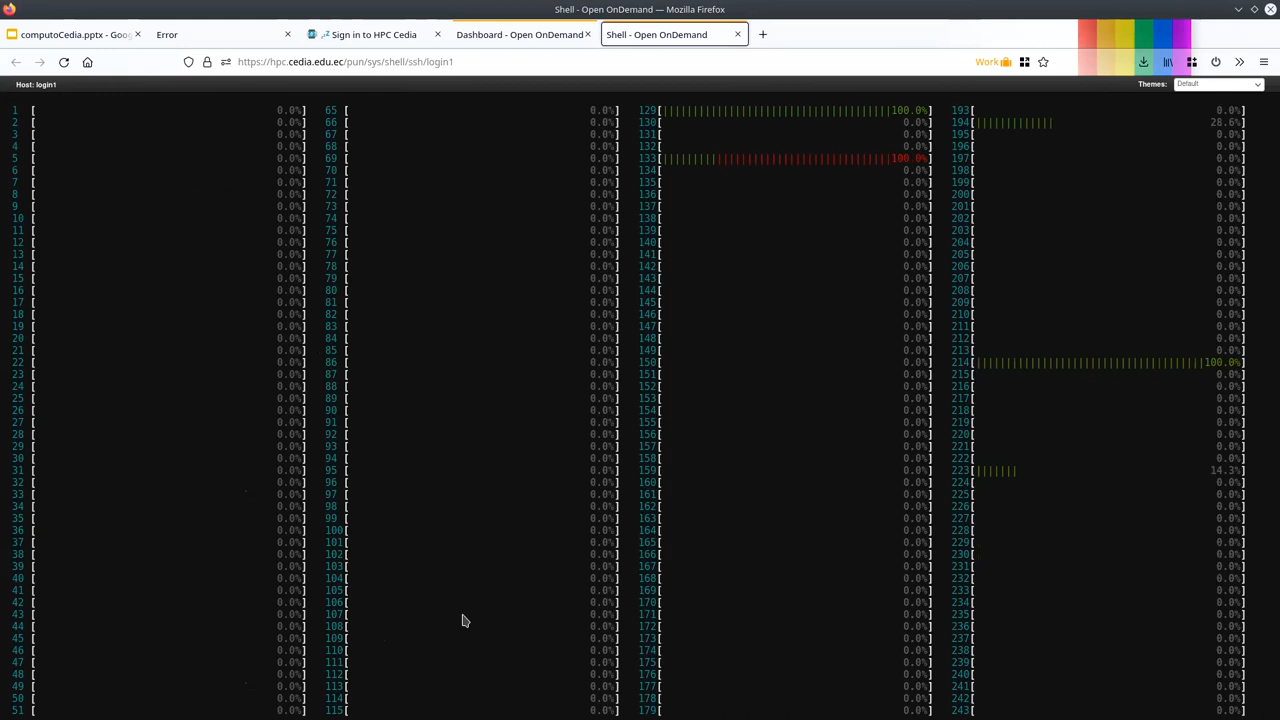 Shell - Open OnDemand — Mozilla Firefox
computoCedia.pptx - Goog
Error
Sign in to HPC Cedia
Dashboard - Open OnDemand
Shell - Open OnDemand
https://hpc.cedia.edu.ec/pun/sys/shell/ssh/login1
Work
Host: login1
Themes: Default
1 [ 0.0%] 65 [ 0.0%] 129[||||||||||||||||||||||||||||||||||||||100.0%] 193[ 0.0%]
2 [ 0.0%] 66 [ 0.0%] 130[ 0.0%] 194[||||||||||||| 28.6%]
3 [ 0.0%] 67 [ 0.0%] 131[ 0.0%] 195[ 0.0%]
4 [ 0.0%] 68 [ 0.0%] 132[ 0.0%] 196[ 0.0%]
5 [ 0.0%] 69 [ 0.0%] 133[||||||||||||||||||||||||||||||||||||||100.0%] 197[ 0.0%]
6 [ 0.0%] 70 [ 0.0%] 134[ 0.0%] 198[ 0.0%]
7 [ 0.0%] 71 [ 0.0%] 135[ 0.0%] 199[ 0.0%]
8 [ 0.0%] 72 [ 0.0%] 136[ 0.0%] 200[ 0.0%]
9 [ 0.0%] 73 [ 0.0%] 137[ 0.0%] 201[ 0.0%]
10 [ 0.0%] 74 [ 0.0%] 138[ 0.0%] 202[ 0.0%]
11 [ 0.0%] 75 [ 0.0%] 139[ 0.0%] 203[ 0.0%]
12 [ 0.0%] 76 [ 0.0%] 140[ 0.0%] 204[ 0.0%]
13 [ 0.0%] 77 [ 0.0%] 141[ 0.0%] 205[ 0.0%]
14 [ 0.0%] 78 [ 0.0%] 142[ 0.0%] 206[ 0.0%]
15 [ 0.0%] 79 [ 0.0%] 143[ 0.0%] 207[ 0.0%]
16 [ 0.0%] 80 [ 0.0%] 144[ 0.0%] 208[ 0.0%]
17 [ 0.0%] 81 [ 0.0%] 145[ 0.0%] 209[ 0.0%]
18 [ 0.0%] 82 [ 0.0%] 146[ 0.0%] 210[ 0.0%]
19 [ 0.0%] 83 [ 0.0%] 147[ 0.0%] 211[ 0.0%]
20 [ 0.0%] 84 [ 0.0%] 148[ 0.0%] 212[ 0.0%]
21 [ 0.0%] 85 [ 0.0%] 149[ 0.0%] 213[ 0.0%]
22 [ 0.0%] 86 [ 0.0%] 150[ 0.0%] 214[||||||||||||||||||||||||||||||||||||||100.0%]
23 [ 0.0%] 87 [ 0.0%] 151[ 0.0%] 215[ 0.0%]
24 [ 0.0%] 88 [ 0.0%] 152[ 0.0%] 216[ 0.0%]
25 [ 0.0%] 89 [ 0.0%] 153[ 0.0%] 217[ 0.0%]
26 [ 0.0%] 90 [ 0.0%] 154[ 0.0%] 218[ 0.0%]
27 [ 0.0%] 91 [ 0.0%] 155[ 0.0%] 219[ 0.0%]
28 [ 0.0%] 92 [ 0.0%] 156[ 0.0%] 220[ 0.0%]
29 [ 0.0%] 93 [ 0.0%] 157[ 0.0%] 221[ 0.0%]
30 [ 0.0%] 94 [ 0.0%] 158[ 0.0%] 222[ 0.0%]
31 [ 0.0%] 95 [ 0.0%] 159[ 0.0%] 223[||||||| 14.3%]
32 [ 0.0%] 96 [ 0.0%] 160[ 0.0%] 224[ 0.0%]
33 [ 0.0%] 97 [ 0.0%] 161[ 0.0%] 225[ 0.0%]
34 [ 0.0%] 98 [ 0.0%] 162[ 0.0%] 226[ 0.0%]
35 [ 0.0%] 99 [ 0.0%] 163[ 0.0%] 227[ 0.0%]
36 [ 0.0%] 100[ 0.0%] 164[ 0.0%] 228[ 0.0%]
37 [ 0.0%] 101[ 0.0%] 165[ 0.0%] 229[ 0.0%]
38 [ 0.0%] 102[ 0.0%] 166[ 0.0%] 230[ 0.0%]
39 [ 0.0%] 103[ 0.0%] 167[ 0.0%] 231[ 0.0%]
40 [ 0.0%] 104[ 0.0%] 168[ 0.0%] 232[ 0.0%]
41 [ 0.0%] 105[ 0.0%] 169[ 0.0%] 233[ 0.0%]
42 [ 0.0%] 106[ 0.0%] 170[ 0.0%] 234[ 0.0%]
43 [ 0.0%] 107[ 0.0%] 171[ 0.0%] 235[ 0.0%]
44 [ 0.0%] 108[ 0.0%] 172[ 0.0%] 236[ 0.0%]
45 [ 0.0%] 109[ 0.0%] 173[ 0.0%] 237[ 0.0%]
46 [ 0.0%] 110[ 0.0%] 174[ 0.0%] 238[ 0.0%]
47 [ 0.0%] 111[ 0.0%] 175[ 0.0%] 239[ 0.0%]
48 [ 0.0%] 112[ 0.0%] 176[ 0.0%] 240[ 0.0%]
49 [ 0.0%] 113[ 0.0%] 177[ 0.0%] 241[ 0.0%]
50 [ 0.0%] 114[ 0.0%] 178[ 0.0%] 242[ 0.0%]
51 [ 0.0%] 115[ 0.0%] 179[ 0.0%] 243[ 0.0%]